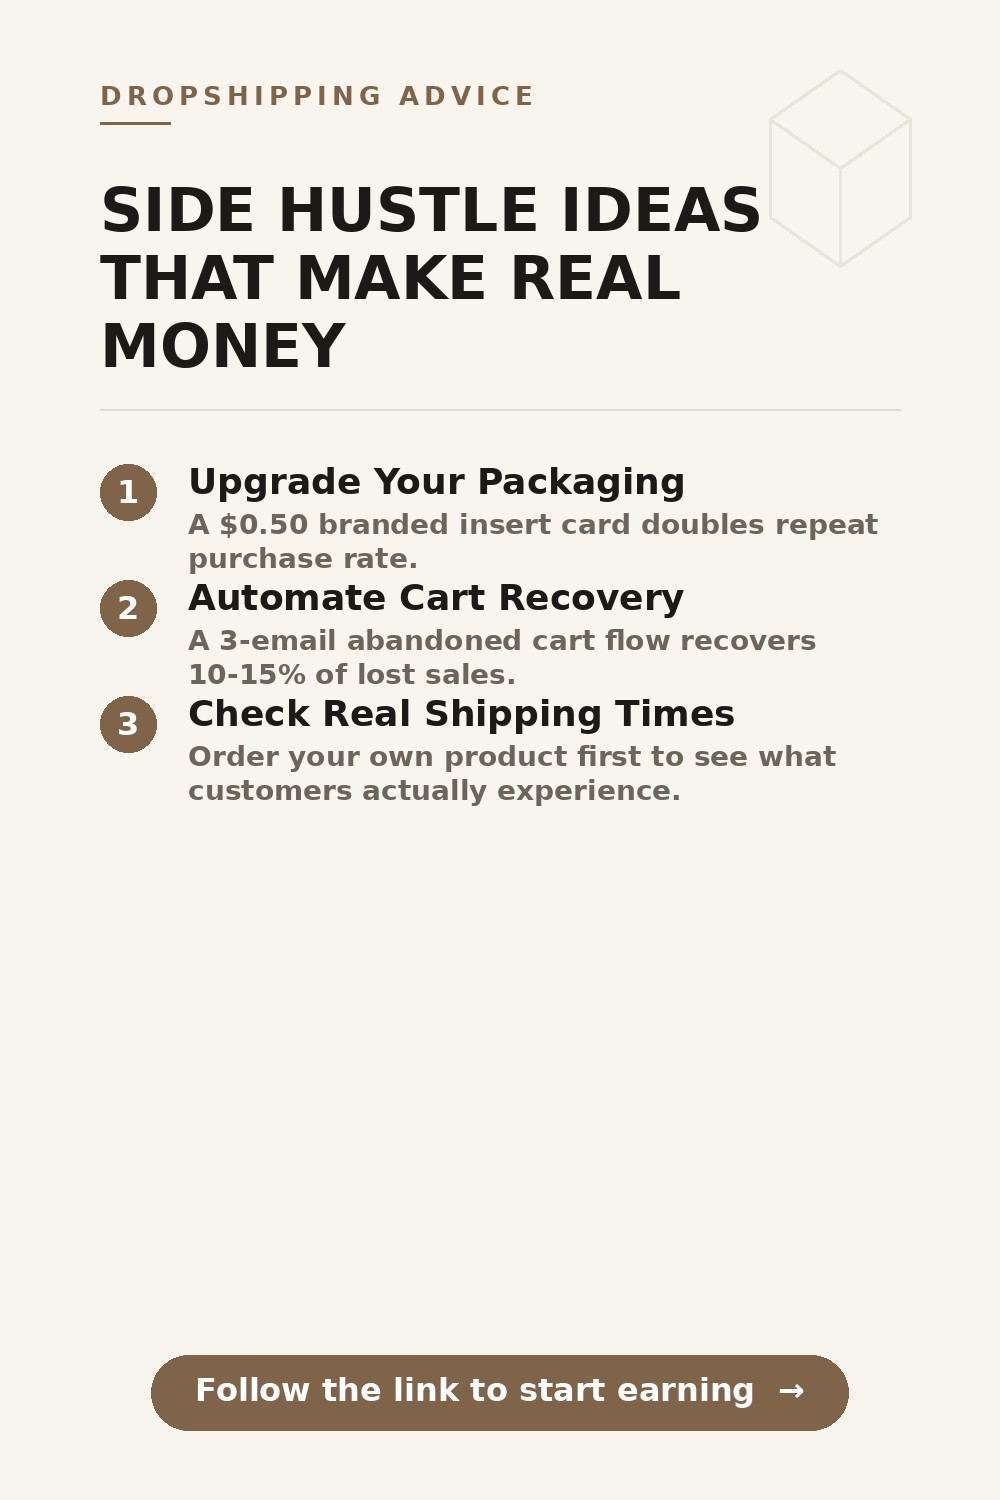 DROPSHIPPING ADVICE
SIDE HUSTLE IDEAS
THAT MAKE REAL
MONEY
1 Upgrade Your Packaging
A $0.50 branded insert card doubles repeat
purchase rate.
2 Automate Cart Recovery
A 3-email abandoned cart flow recovers
10-15% of lost sales.
3 Check Real Shipping Times
Order your own product first to see what
customers actually experience.
Follow the link to start earning →